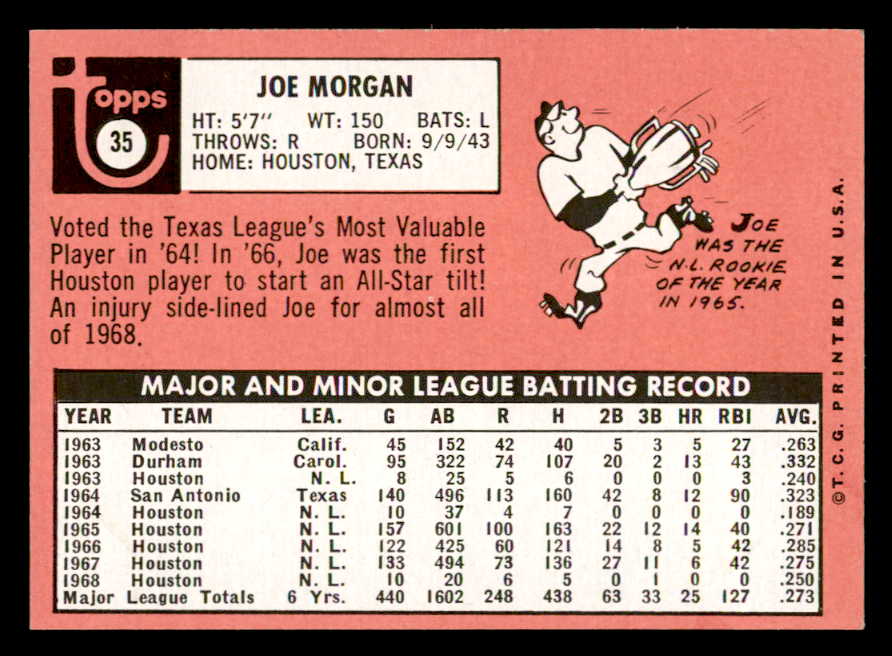 topps
35
JOE MORGAN
HT: 5'7" WT: 150 BATS: L
THROWS: R BORN: 9/9/43
HOME: HOUSTON, TEXAS
Voted the Texas League's Most Valuable
Player in '64! In '66, Joe was the first
Houston player to start an All-Star tilt!
An injury side-lined Joe for almost all
of 1968.
JOE
WAS THE
N.L. ROOKIE
OF THE YEAR
IN 1965.
MAJOR AND MINOR LEAGUE BATTING RECORD
YEAR TEAM LEA. G AB R H 2B 3B HR RBI AVG.
1963 Modesto Calif. 45 152 42 40 5 3 5 27 .263
1963 Durham Carol. 95 322 74 107 20 2 13 43 .332
1963 Houston N. L. 8 25 5 6 0 0 0 3 .240
1964 San Antonio Texas 140 496 113 160 42 8 12 90 .323
1964 Houston N. L. 10 37 4 7 0 0 0 0 .189
1965 Houston N. L. 157 601 100 163 22 12 14 40 .271
1966 Houston N. L. 122 425 60 121 14 8 5 42 .285
1967 Houston N. L. 133 494 73 136 27 11 6 42 .275
1968 Houston N. L. 10 20 6 5 0 1 0 0 .250
Major League Totals 6 Yrs. 440 1602 248 438 63 33 25 127 .273
©T. C. G. PRINTED IN U.S.A.